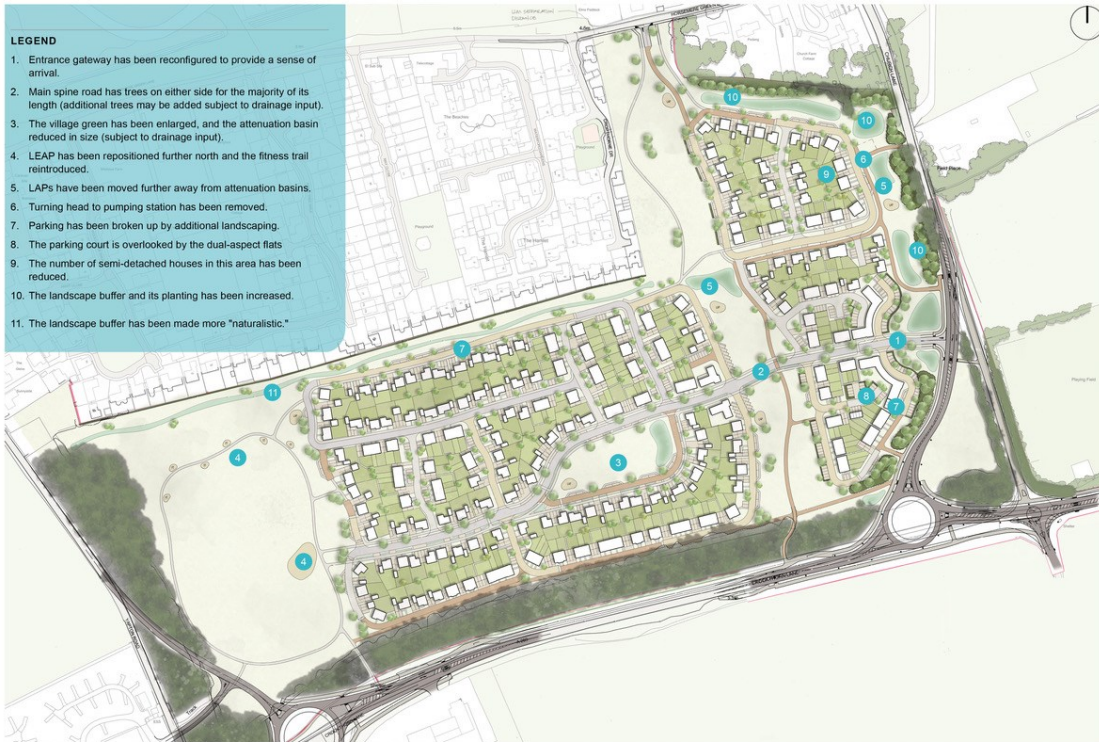 LEGEND
1. Entrance gateway has been reconfigured to provide a sense of
arrival.
2. Main spine road has trees on either side for the majority of its
length (additional trees may be added subject to drainage input).
3. The village green has been enlarged, and the attenuation basin
reduced in size (subject to drainage input).
4. LEAP has been repositioned further north and the fitness trail
reintroduced.
5. LAPs have been moved further away from attenuation basins.
6. Turning head to pumping station has been removed.
7. Parking has been broken up by additional landscaping.
8. The parking court is overlooked by the dual-aspect flats
9. The number of semi-detached houses in this area has been
reduced.
10. The landscape buffer and its planting has been increased.
11. The landscape buffer has been made more "naturalistic."
10
10
6
9
5
10
5
1
7
2
11
8
7
4
3
4
Playground
Playground
Playing Field
Track